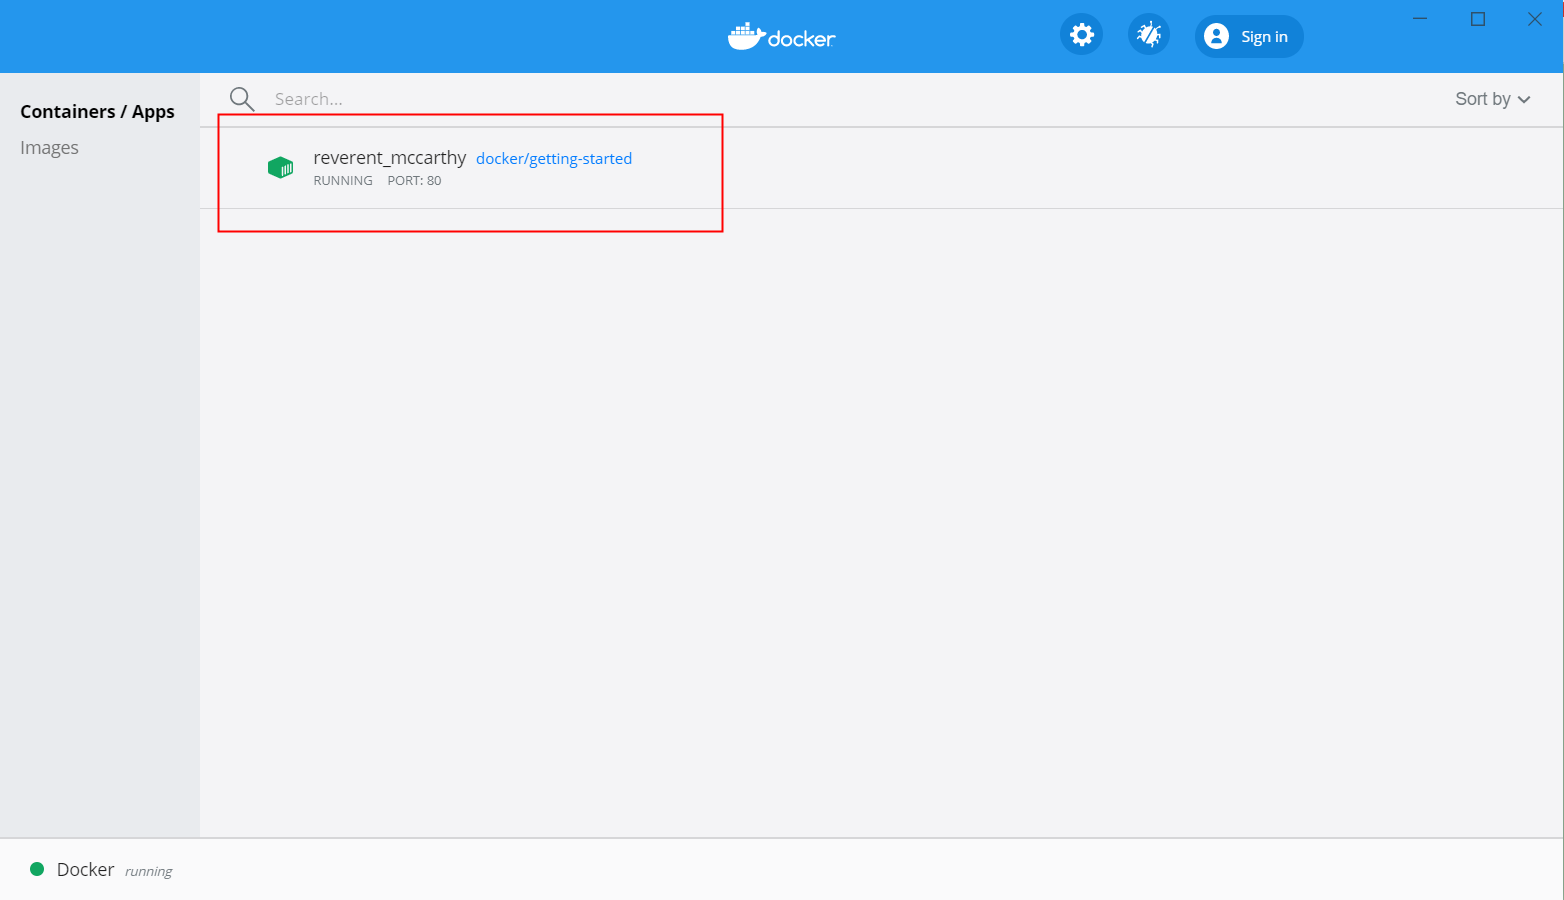 docker
Sign in
Containers / Apps
Images
Search...
Sort by
reverent_mccarthy docker/getting-started
RUNNING PORT: 80
Docker running